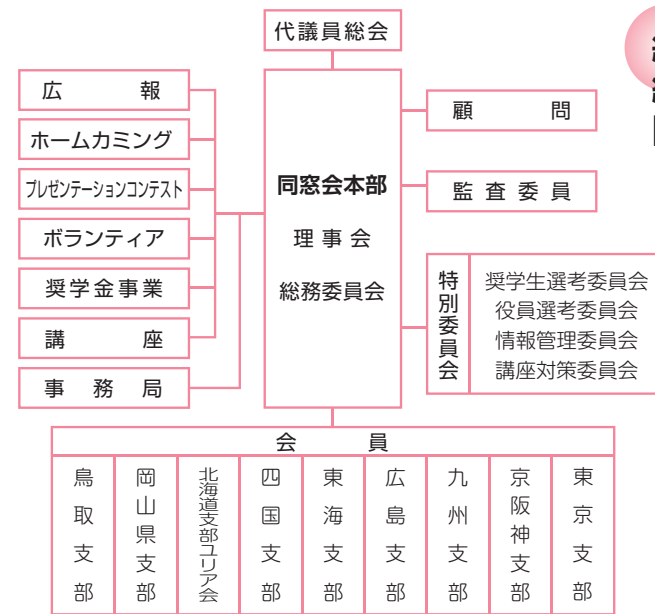 代議員総会
広報
ホームカミング
プレゼンテーションコンテスト
ボランティア
奨学金事業
講座
事務局
同窓会本部
理事会
総務委員会
顧問
監査委員
特別委員会
奨学生選考委員会
役員選考委員会
情報管理委員会
講座対策委員会
会員
鳥取支部
岡山県支部
北海道支部ユリア会
四国支部
東海支部
広島支部
九州支部
京阪神支部
東京支部